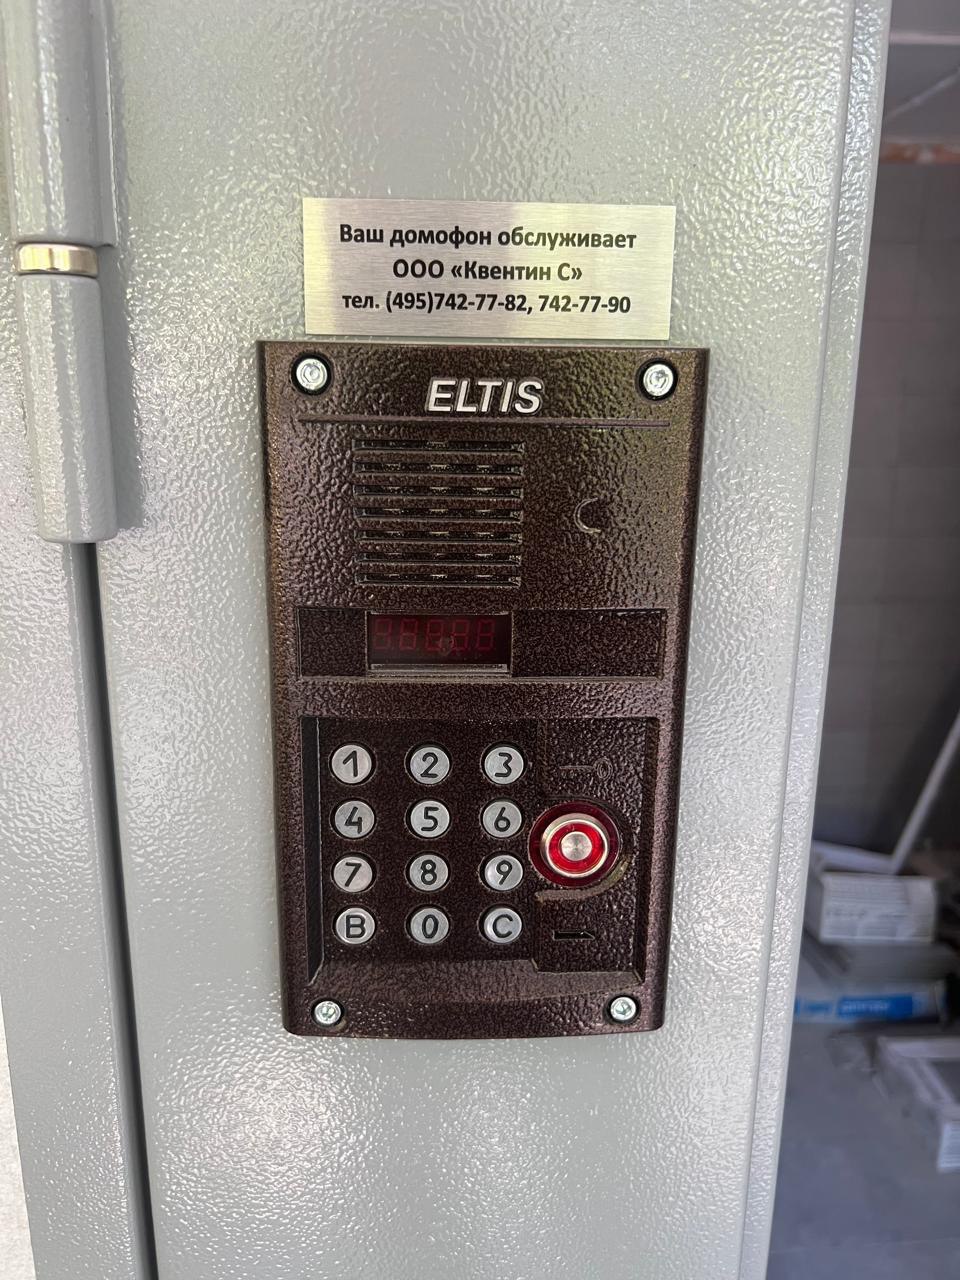 Ваш домофон обслуживает
ООО «Квентин С»
тел. (495)742-77-82, 742-77-90
ELTIS
1 2 3
4 5 6
7 8 9
B 0 C